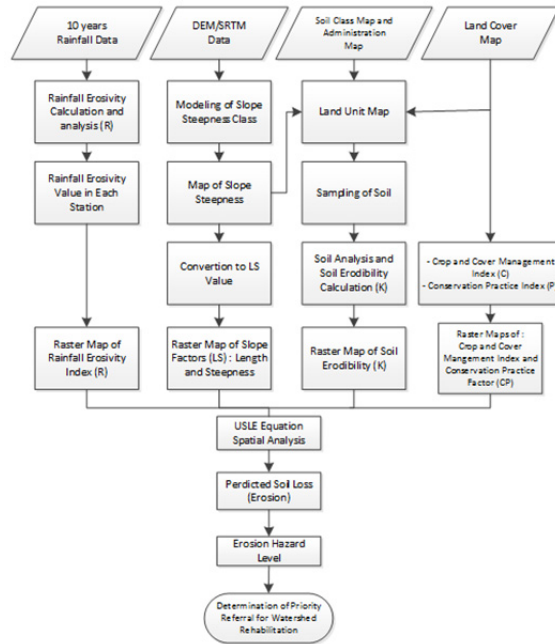 10 years
Rainfall Data
DEM/SRTM
Data
Soil Class Map and
Administration
Map
Land Cover
Map
Rainfall Erosivity
Calculation and
analysis (R)
Modeling of Slope
Steepness Class
Land Unit Map
Rainfall Erosivity
Value in Each
Station
Map of Slope
Steepness
Sampling of Soil
Convertion to LS
Value
Soil Analysis and
Soil Erodibility
Calculation (K)
- Crop and Cover Management
Index (C)
- Conservation Practice Index (P)
Raster Map of
Rainfall Erosivity
Index (R)
Raster Map of Slope
Factors (LS) : Length
and Steepness
Raster Map of Soil
Erodibility (K)
Raster Maps of :
Crop and Cover
Mangement Index and
Conservation Practice
Factor (CP)
USLE Equation
Spatial Analysis
Perdicted Soil Loss
(Erosion)
Erosion Hazard
Level
Determination of Priority
Referral for Watershed
Rehabilitation